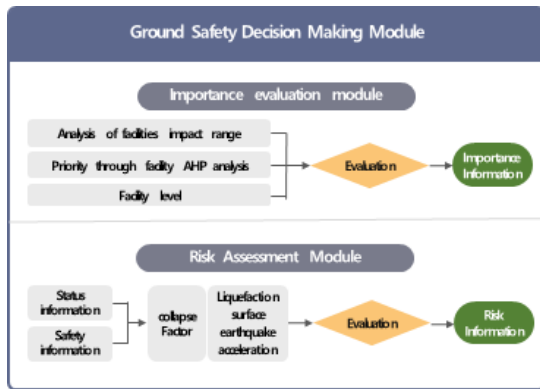 Ground Safety Decision Making Module
Importance evaluation module
Analysis of facilities impact range
Priority through facility AHP analysis
Facility level
Evaluation
Importance
Information
Risk Assessment Module
Status
information
Safety
information
collapse
Factor
Liquefaction
surface
earthquake
acceleration
Evaluation
Risk
Information